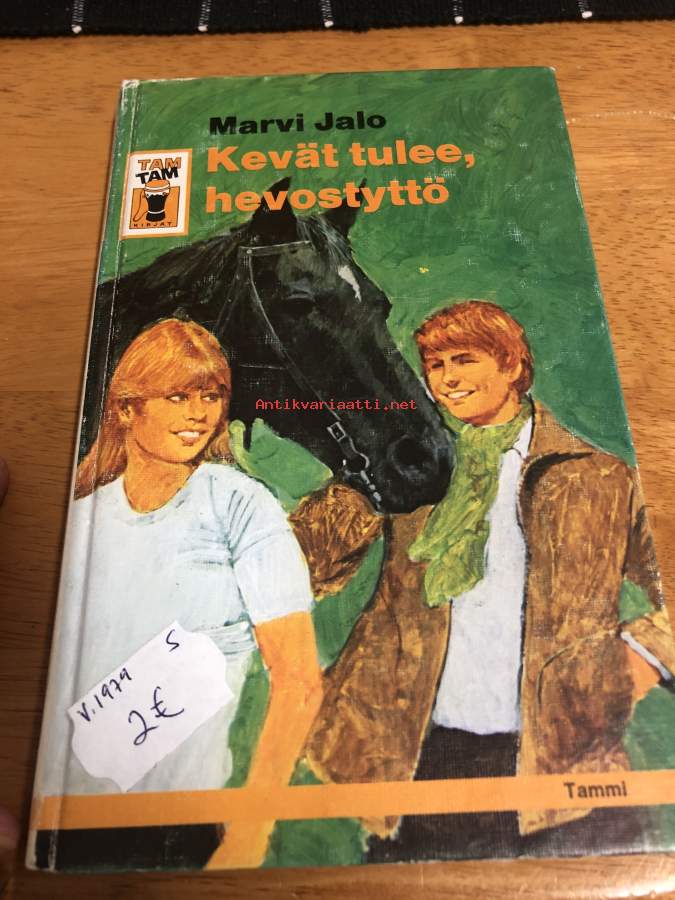 Marvi Jalo
Kevät tulee,
hevostyttö
TAM
TAM
KIRJAT
Antikvariaatti.net
V. 1979 S
2€
Tammi